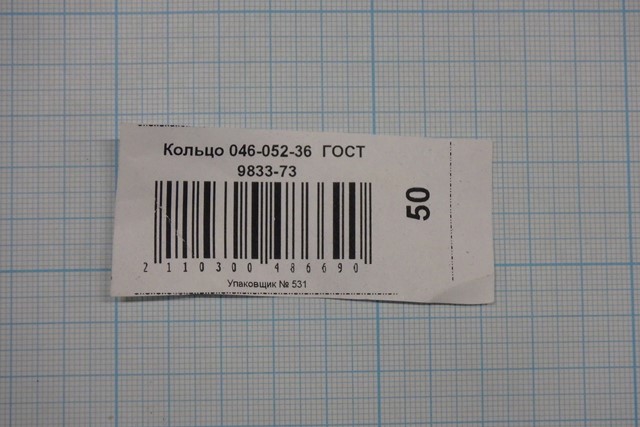 Кольцо 046-052-36 ГОСТ
9833-73
2 110300 486690
Упаковщик № 531
50